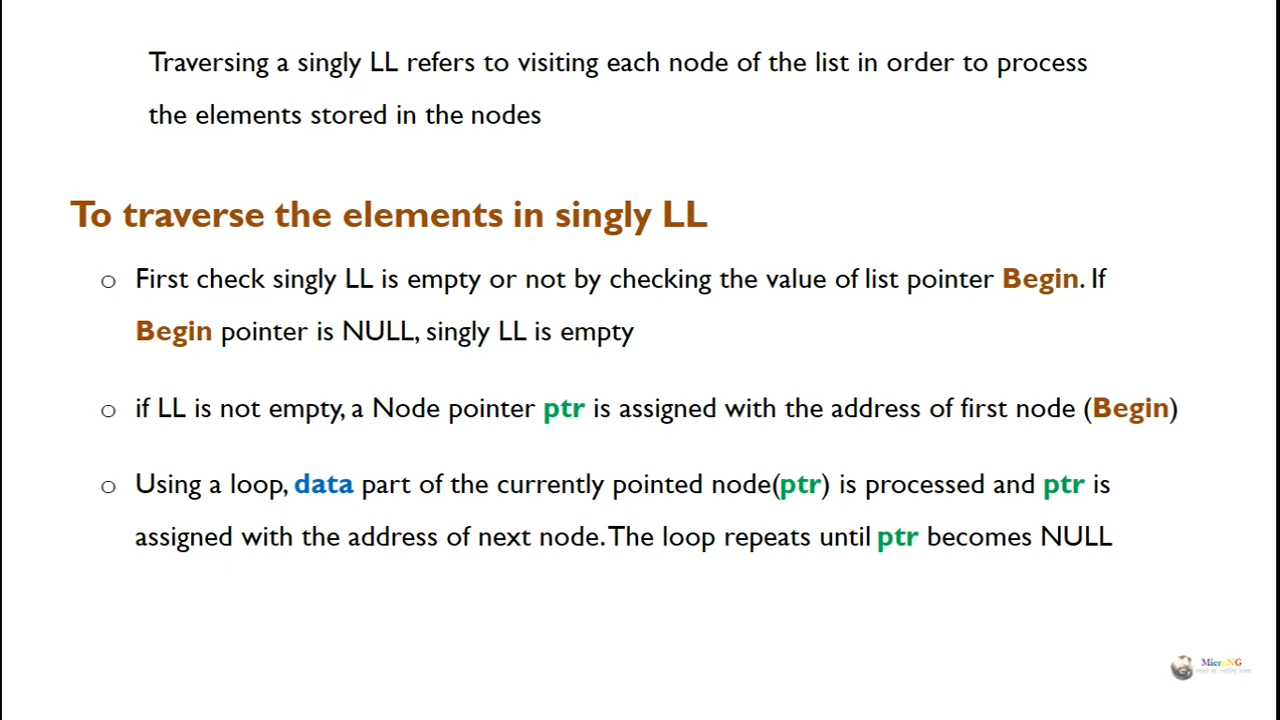 Traversing a singly LL refers to visiting each node of the list in order to process
the elements stored in the nodes
To traverse the elements in singly LL
o First check singly LL is empty or not by checking the value of list pointer Begin. If
Begin pointer is NULL, singly LL is empty
o if LL is not empty, a Node pointer ptr is assigned with the address of first node (Begin)
o Using a loop, data part of the currently pointed node(ptr) is processed and ptr is
assigned with the address of next node. The loop repeats until ptr becomes NULL
MicroNG